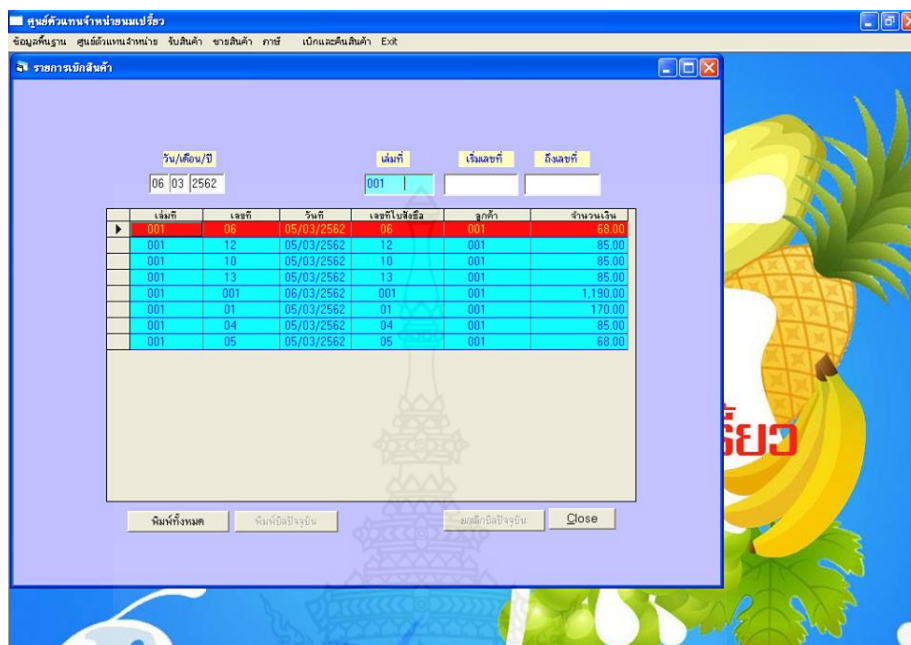 ศูนย์ตัวแทนจำหน่ายนมเปรี้ยว
ข้อมูลพื้นฐาน ศูนย์ตัวแทนจำหน่าย รับสินค้า ขายสินค้า ภาษี เบิกและคืนสินค้า Exit
รายการเบิกสินค้า
วัน/เดือน/ปี เล่มที่ เริ่มเลขที่ ถึงเลขที่
06 03 2562 001
เล่มที่ เลขที่ วันที่ เลขที่ใบสั่งซื้อ ลูกค้า จำนวนเงิน
001 06 05/03/2562 06 001 68.00
001 12 05/03/2562 12 001 85.00
001 10 05/03/2562 10 001 85.00
001 13 05/03/2562 13 001 85.00
001 001 06/03/2562 001 001 1,190.00
001 01 05/03/2562 01 001 170.00
001 04 05/03/2562 04 001 85.00
001 05 05/03/2562 05 001 68.00
รี้ยว
พิมพ์ทั้งหมด พิมพ์บิลปัจจุบัน ยกเลิกบิลปัจจุบัน Close